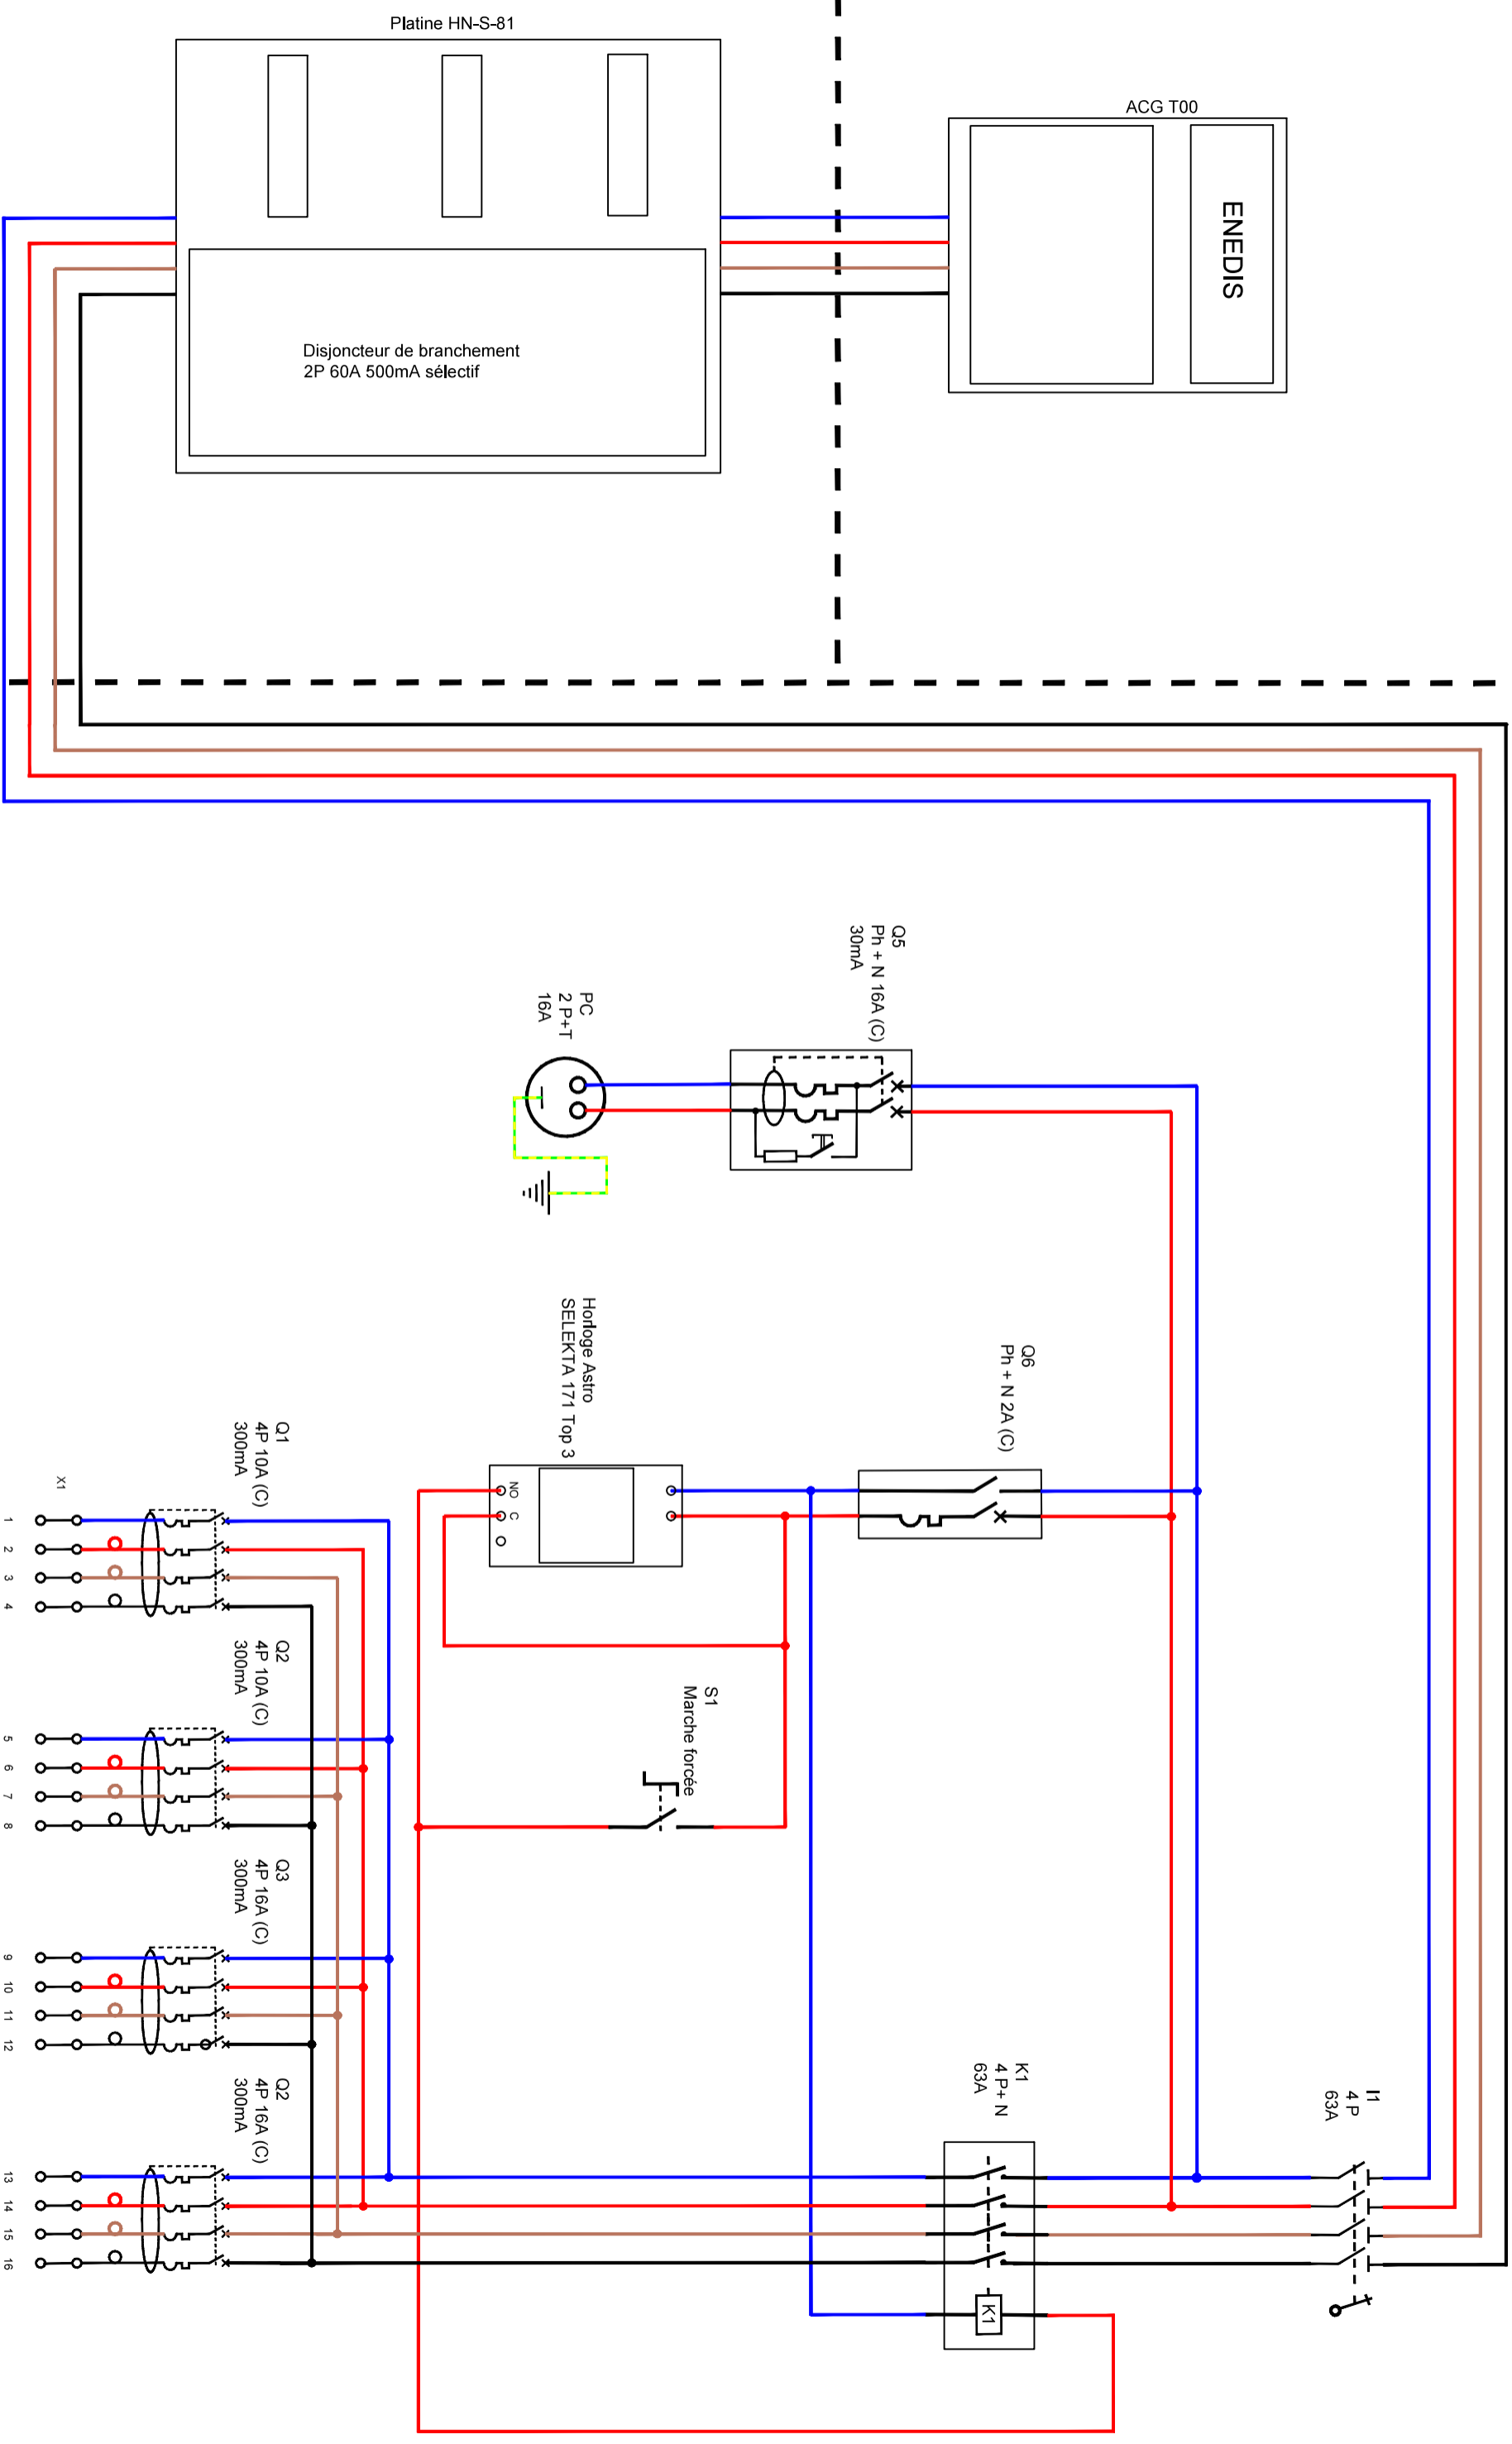 Platine HN-S-81
ACG T00
ENEDIS
Disjoncteur de branchement
2P 60A 500mA sélectif
Q5
Ph + N 16A (C)
30mA
PC
2 P+T
16A
Horloge Astro
SELEKTA 171 Top 3
NO
C
Q6
Ph + N 2A (C)
S1
Marche forcée
Q1
4P 10A (C)
300mA
X1
1
2
3
4
Q2
4P 10A (C)
300mA
5
6
7
8
Q3
4P 16A (C)
300mA
9
10
11
12
Q2
4P 16A (C)
300mA
13
14
15
16
K1
4 P+ N
63A
K1
I1
4 P
63A